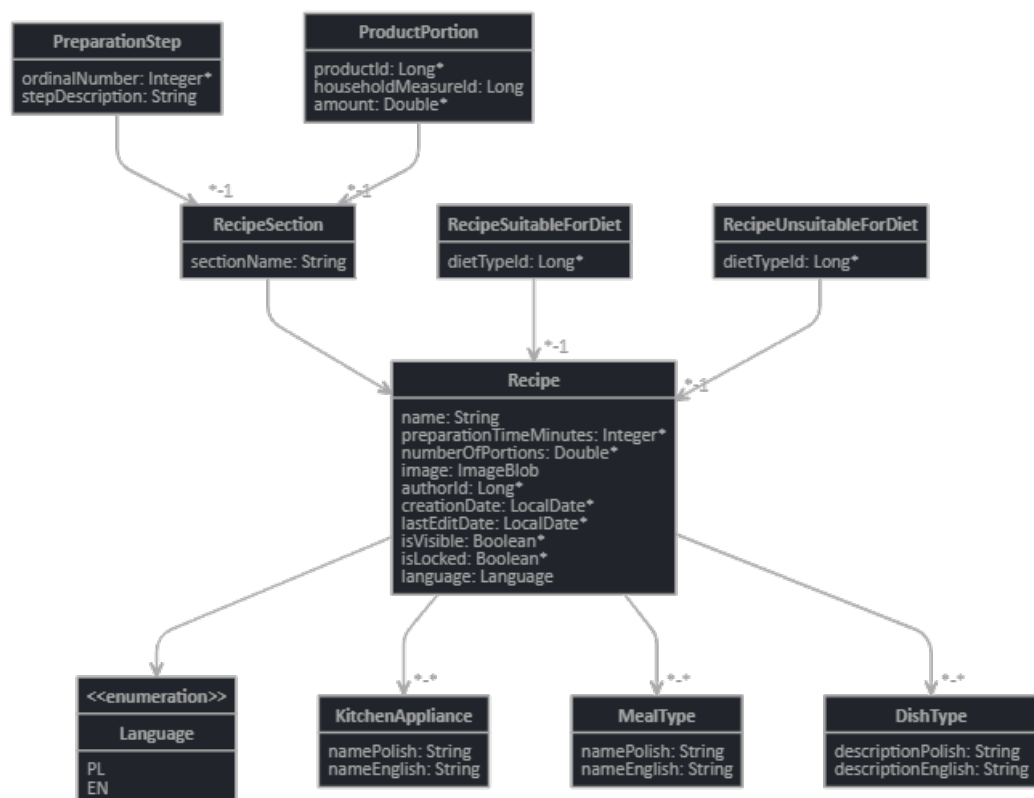 PreparationStep
ordinalNumber: Integer*
stepDescription: String
ProductPortion
productId: Long*
householdMeasureId: Long
amount: Double*
*-1
*-1
RecipeSection
sectionName: String
RecipeSuitableForDiet
dietTypeId: Long*
RecipeUnsuitableForDiet
dietTypeId: Long*
*-1
*-1
Recipe
name: String
preparationTimeMinutes: Integer*
numberOfPortions: Double*
image: ImageBlob
authorId: Long*
creationDate: LocalDate*
lastEditDate: LocalDate*
isVisible: Boolean*
isLocked: Boolean*
language: Language
<<enumeration>>
Language
PL
EN
*-*
KitchenAppliance
namePolish: String
nameEnglish: String
*-*
MealType
namePolish: String
nameEnglish: String
*-*
DishType
descriptionPolish: String
descriptionEnglish: String